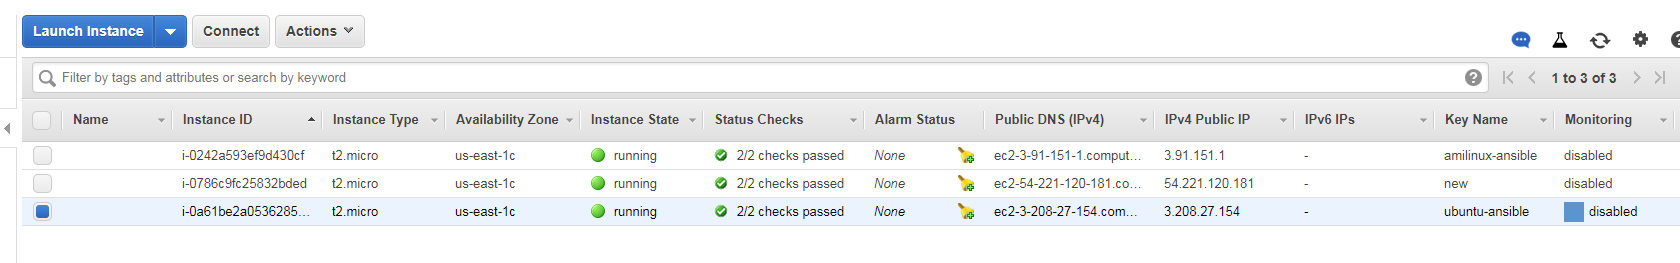 Launch Instance Connect Actions
Filter by tags and attributes or search by keyword 1 to 3 of 3
Name Instance ID Instance Type Availability Zone Instance State Status Checks Alarm Status Public DNS (IPv4) IPv4 Public IP IPv6 IPs Key Name Monitoring
i-0242a593ef9d430cf t2.micro us-east-1c running 2/2 checks passed None ec2-3-91-151-1.comput... 3.91.151.1 - amilinux-ansible disabled
i-0786c9fc25832bded t2.micro us-east-1c running 2/2 checks passed None ec2-54-221-120-181.co... 54.221.120.181 - new disabled
i-0a61be2a0536285... t2.micro us-east-1c running 2/2 checks passed None ec2-3-208-27-154.com... 3.208.27.154 - ubuntu-ansible disabled